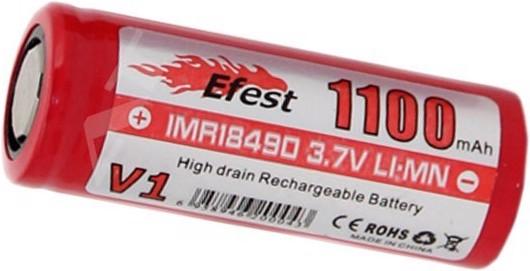 Efest
1100mAh
IMR18490 3.7V LI:MN
High drain Rechargeable Battery
V1
CE ROHS
MADE IN CHINA